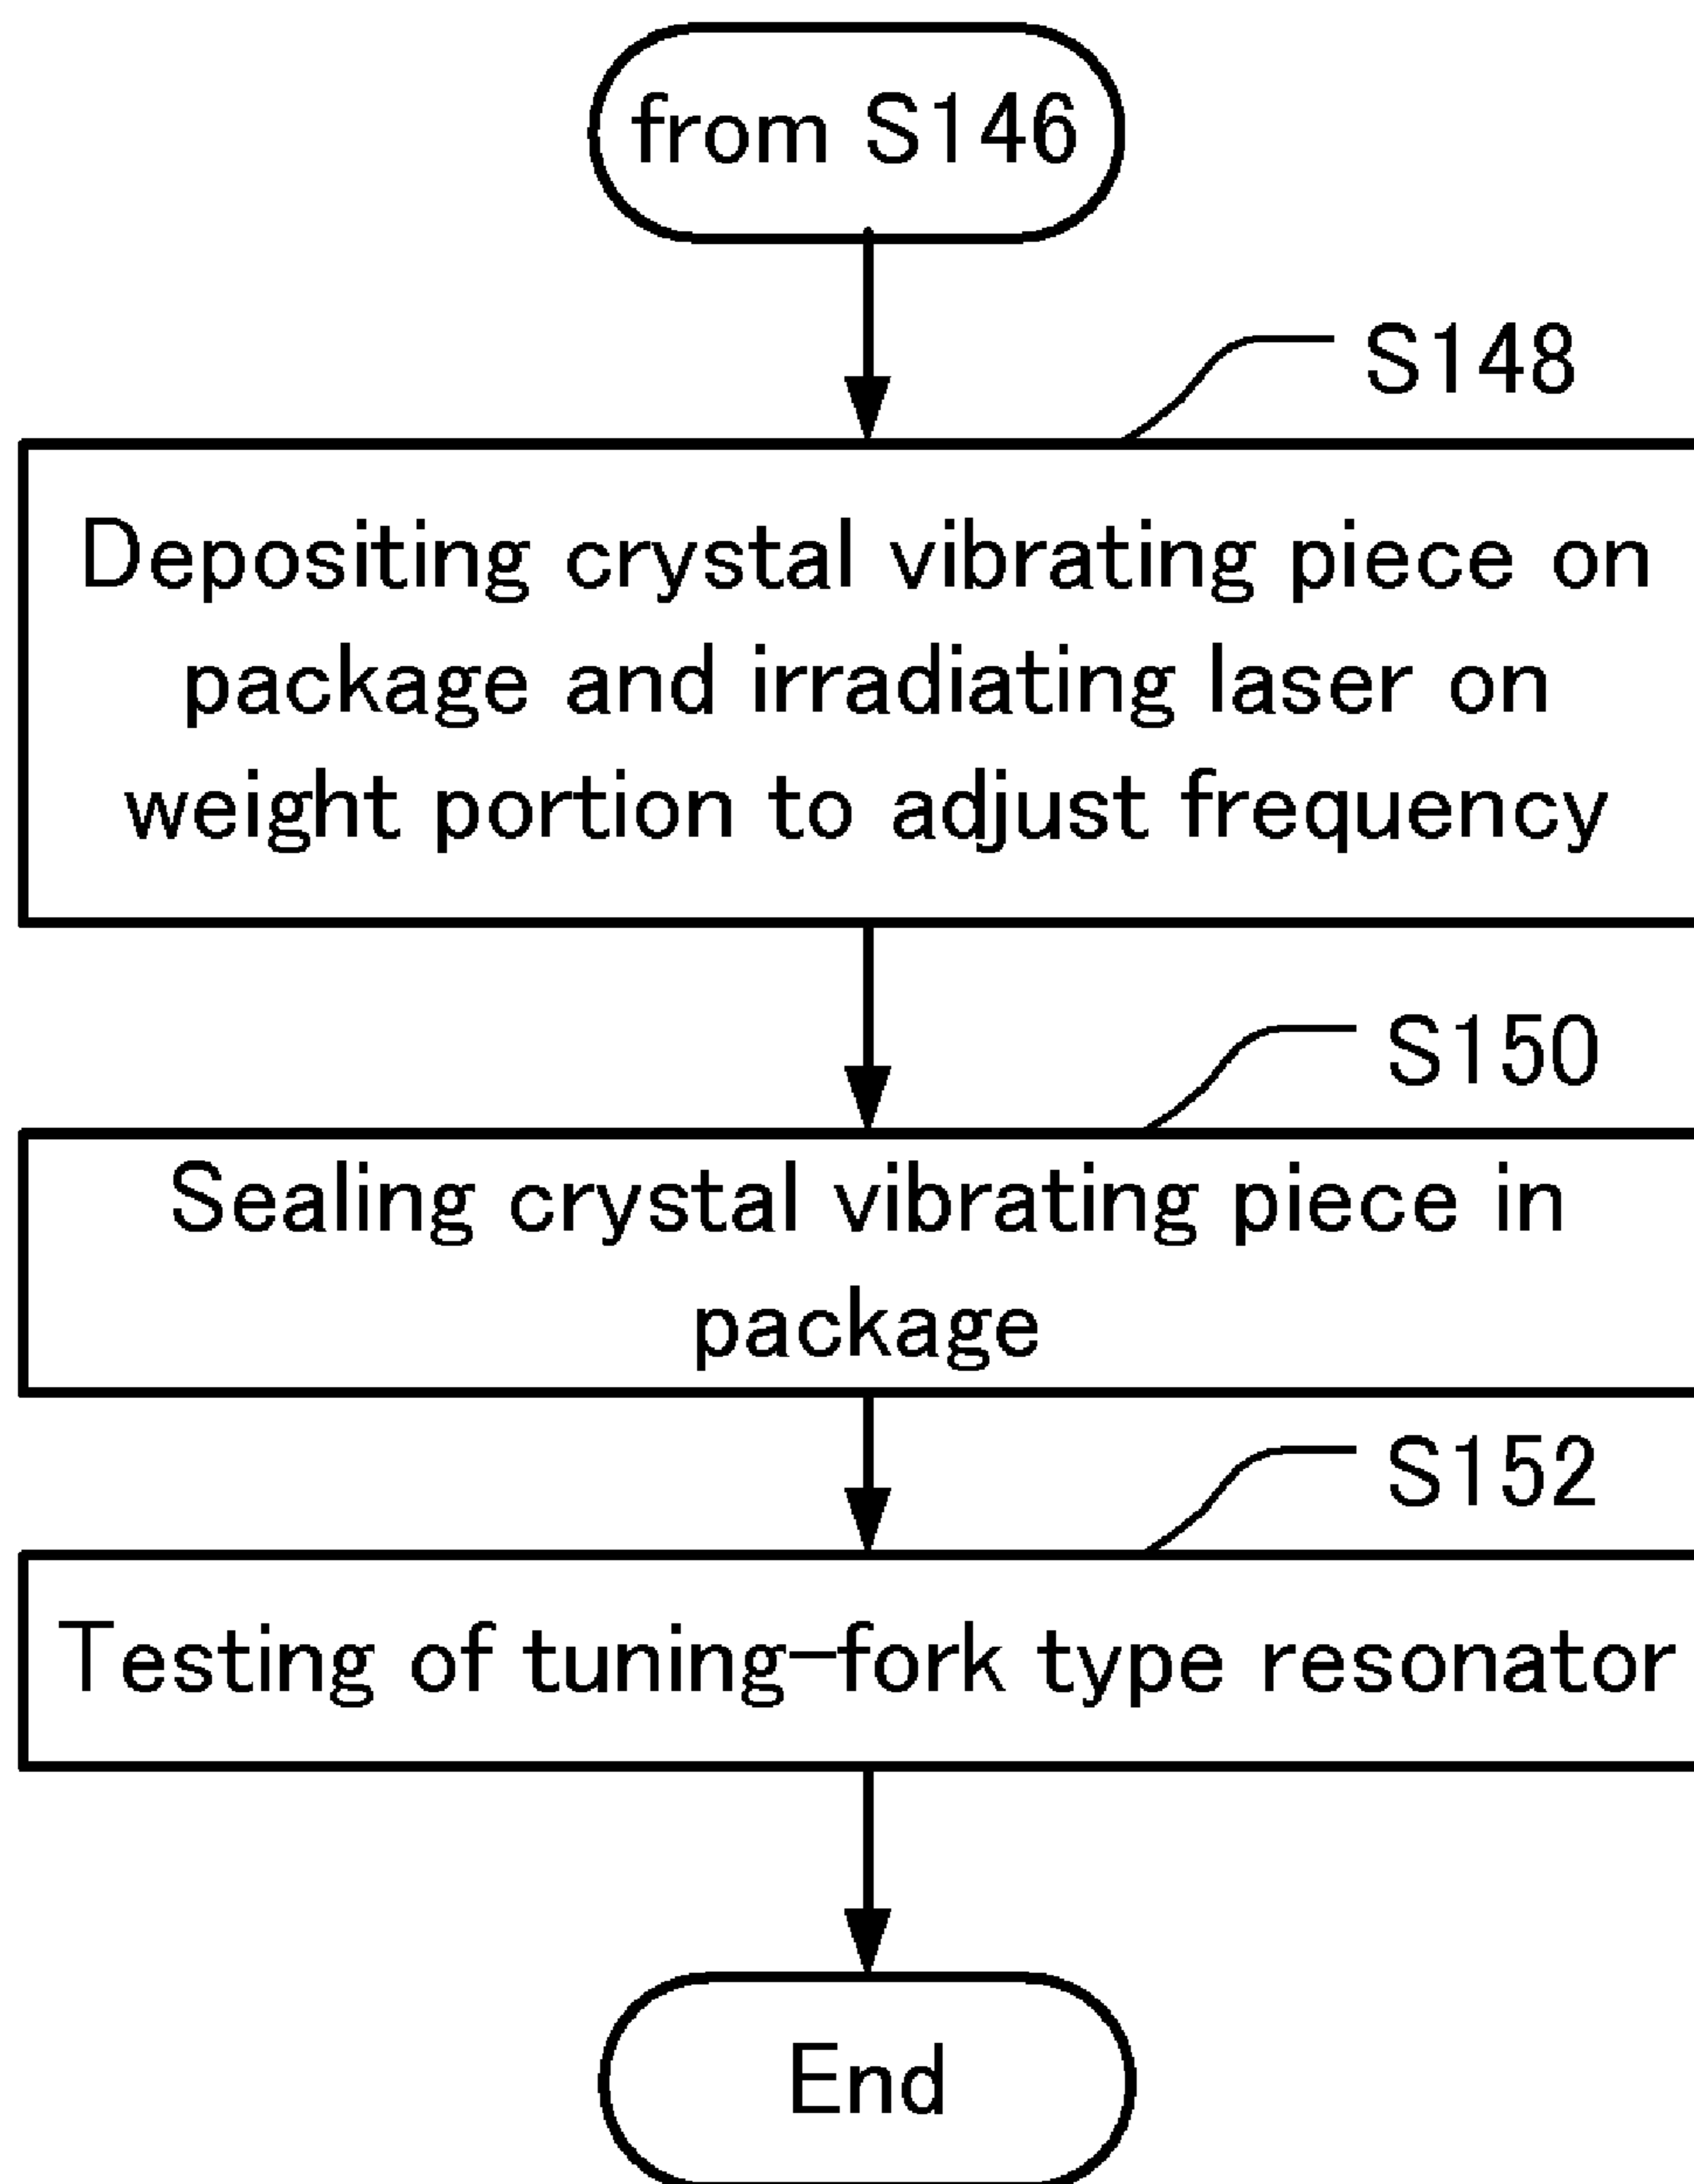 from S146
S148
Depositing crystal vibrating piece on
package and irradiating laser on
weight portion to adjust frequency
S150
Sealing crystal vibrating piece in
package
S152
Testing of tuning-fork type resonator
End